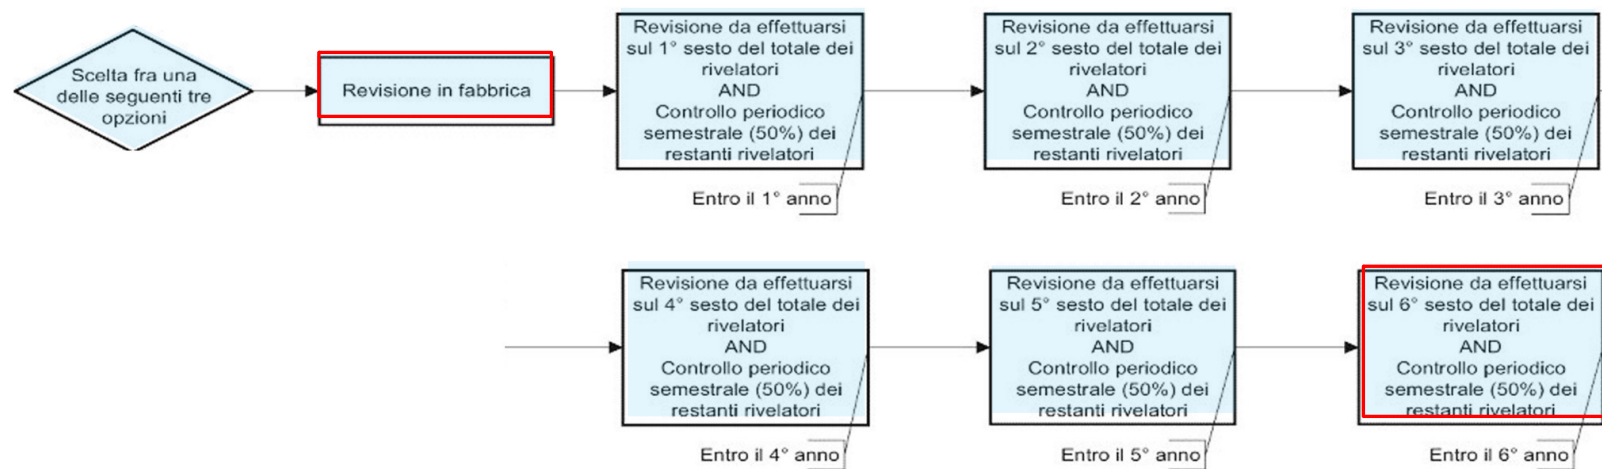 Scelta fra una
delle seguenti tre
opzioni
Revisione in fabbrica
Revisione da effettuarsi
sul 1° sesto del totale dei
rivelatori
AND
Controllo periodico
semestrale (50%) dei
restanti rivelatori
Entro il 1° anno
Revisione da effettuarsi
sul 2° sesto del totale dei
rivelatori
AND
Controllo periodico
semestrale (50%) dei
restanti rivelatori
Entro il 2° anno
Revisione da effettuarsi
sul 3° sesto del totale dei
rivelatori
AND
Controllo periodico
semestrale (50%) dei
restanti rivelatori
Entro il 3° anno
Revisione da effettuarsi
sul 4° sesto del totale dei
rivelatori
AND
Controllo periodico
semestrale (50%) dei
restanti rivelatori
Entro il 4° anno
Revisione da effettuarsi
sul 5° sesto del totale dei
rivelatori
AND
Controllo periodico
semestrale (50%) dei
restanti rivelatori
Entro il 5° anno
Revisione da effettuarsi
sul 6° sesto del totale dei
rivelatori
AND
Controllo periodico
semestrale (50%) dei
restanti rivelatori
Entro il 6° anno